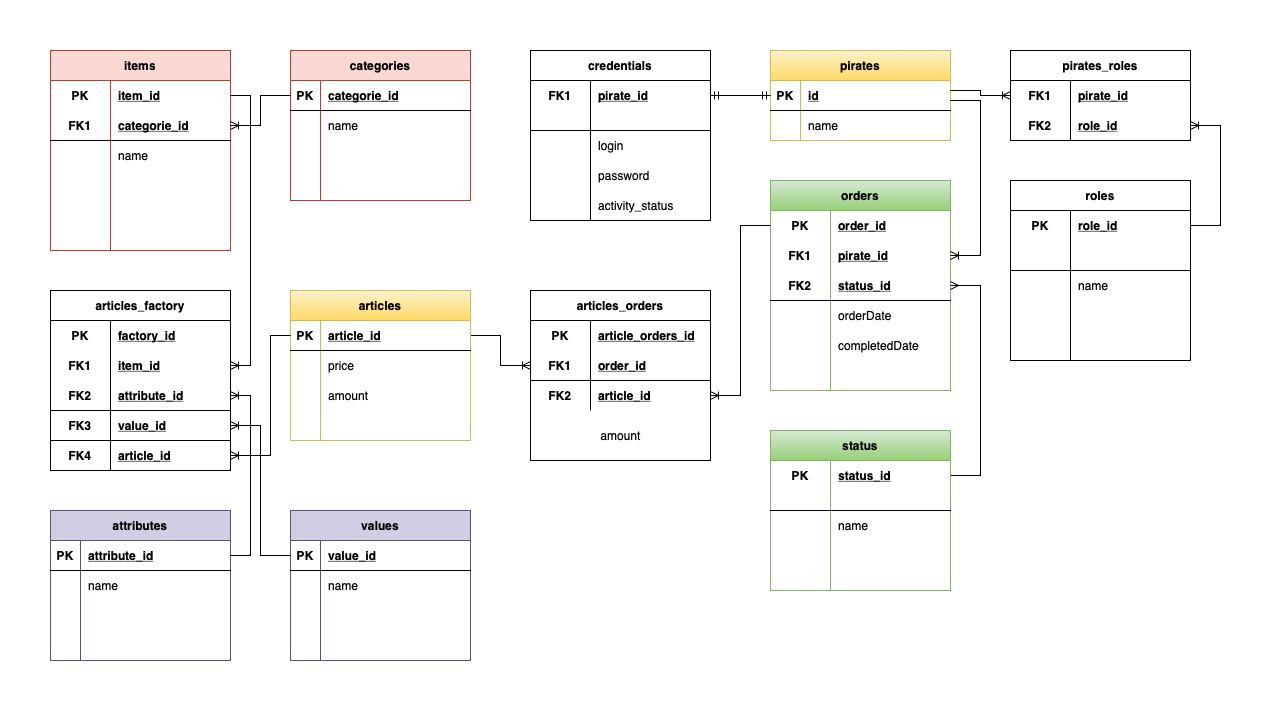 items
PK item_id
FK1 categorie_id
name
categories
PK categorie_id
name
credentials
FK1 pirate_id
login
password
activity_status
pirates
PK id
name
pirates_roles
FK1 pirate_id
FK2 role_id
orders
PK order_id
FK1 pirate_id
FK2 status_id
orderDate
completedDate
roles
PK role_id
name
articles_factory
PK factory_id
FK1 item_id
FK2 attribute_id
FK3 value_id
FK4 article_id
articles
PK article_id
price
amount
articles_orders
PK article_orders_id
FK1 order_id
FK2 article_id
amount
status
PK status_id
name
attributes
PK attribute_id
name
values
PK value_id
name